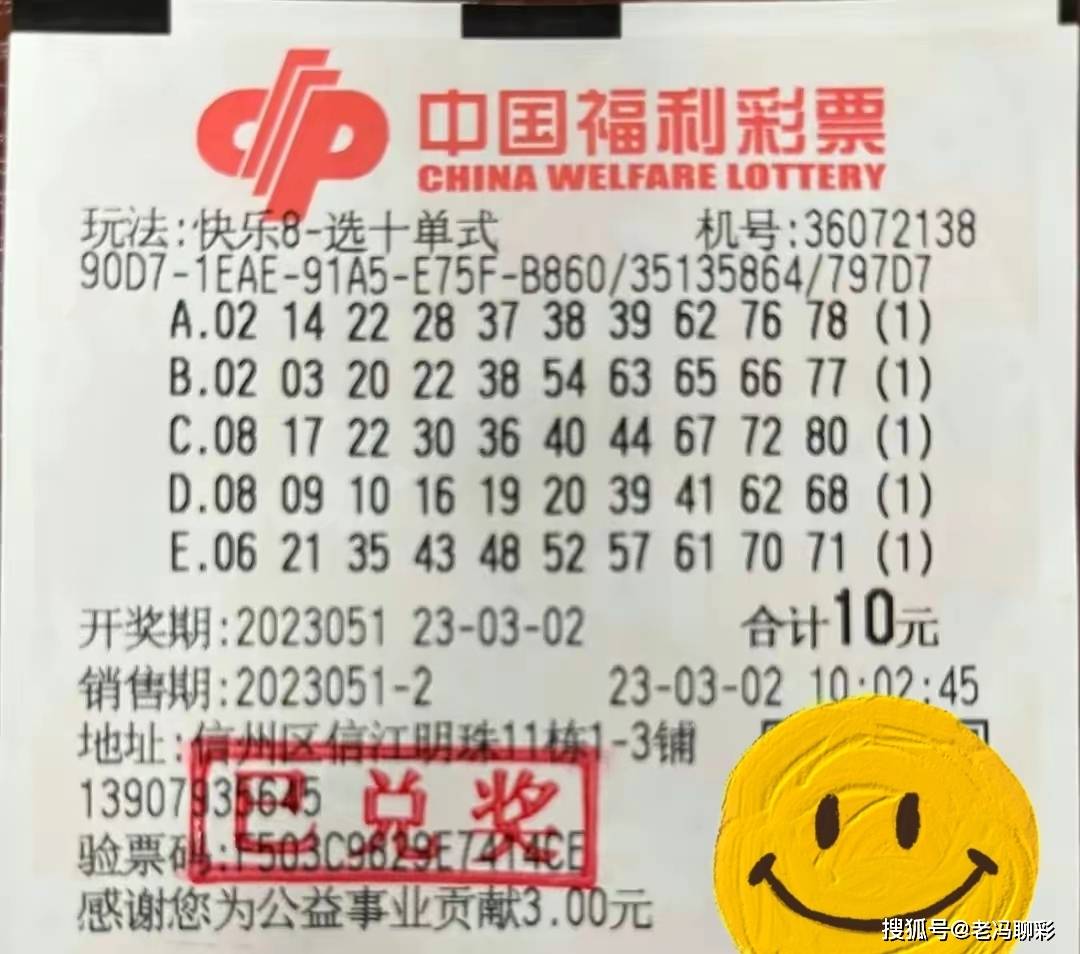 中国福利彩票
CHINA WELFARE LOTTERY
玩法:快乐8-选十单式 机号:36072138
90D7-1EAE-91A5-E75F-B860/35135864/797D7
A.02 14 22 28 37 38 39 62 76 78 (1)
B.02 03 20 22 38 54 63 65 66 77 (1)
C.08 17 22 30 36 40 44 67 72 80 (1)
D.08 09 10 16 19 20 39 41 62 68 (1)
E.06 21 35 43 48 52 57 61 70 71 (1)
开奖期:2023051 23-03-02 合计10元
销售期:2023051-2 23-03-02 10:02:45
地址:信州区信江明珠11栋1-3铺
13907935645
已兑奖
验票码:F503C9629E7414CE
感谢您为公益事业贡献3.00元
搜狐号@老冯聊彩